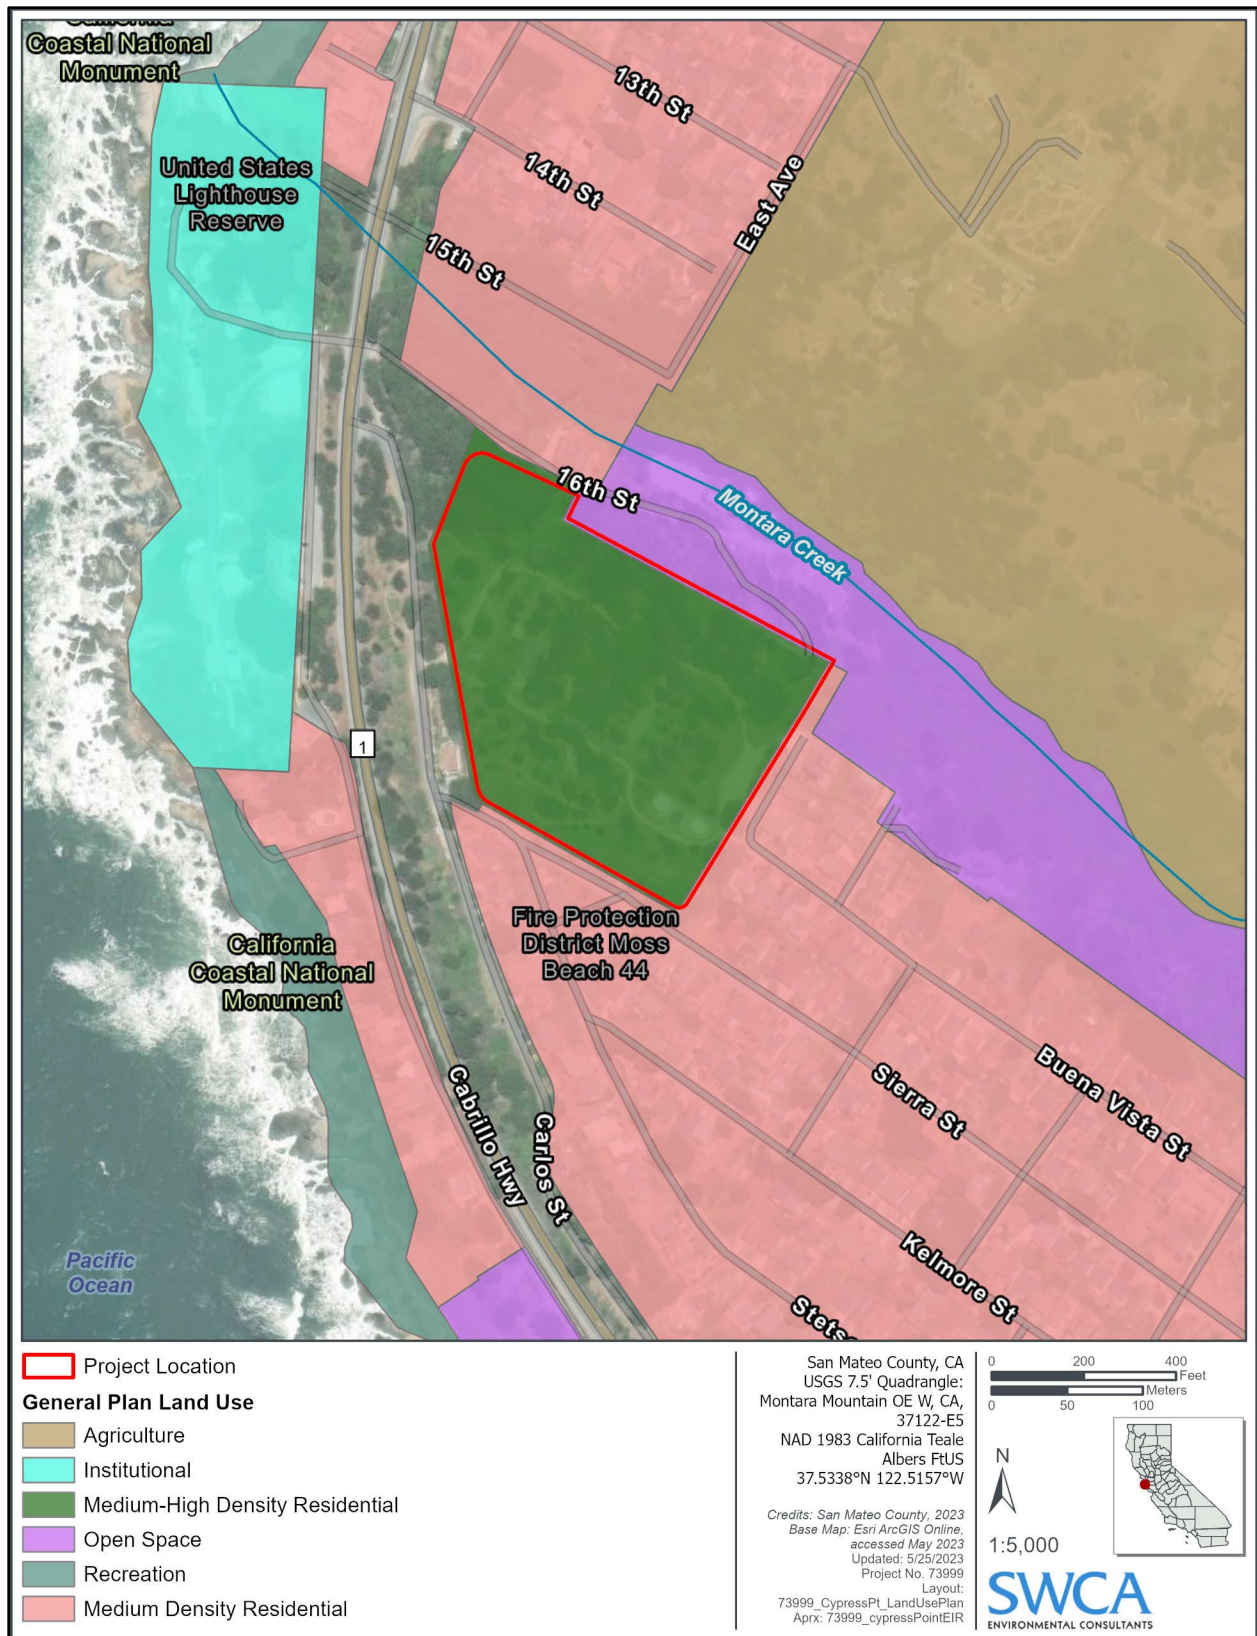 California
Coastal National
Monument
13th St
United States
Lighthouse
Reserve
14th St
East Ave
15th St
16th St
Montara Creek
1
Fire Protection
District Moss
Beach 44
California
Coastal National
Monument
Buena Vista St
Sierra St
Cabrillo Hwy
Carlos St
Kelmore St
Pacific
Ocean
Stets
Project Location
General Plan Land Use
Agriculture
Institutional
Medium-High Density Residential
Open Space
Recreation
Medium Density Residential
San Mateo County, CA
USGS 7.5' Quadrangle:
Montara Mountain OE W, CA,
37122-E5
NAD 1983 California Teale
Albers FtUS
37.5338°N 122.5157°W
Credits: San Mateo County, 2023
Base Map: Esri ArcGIS Online,
accessed May 2023
Updated: 5/25/2023
Project No. 73999
Layout:
73999_CypressPt_LandUsePlan
Aprx: 73999_cypressPointEIR
0 200 400
Feet
Meters
0 50 100
N
1:5,000
SWCA
ENVIRONMENTAL CONSULTANTS